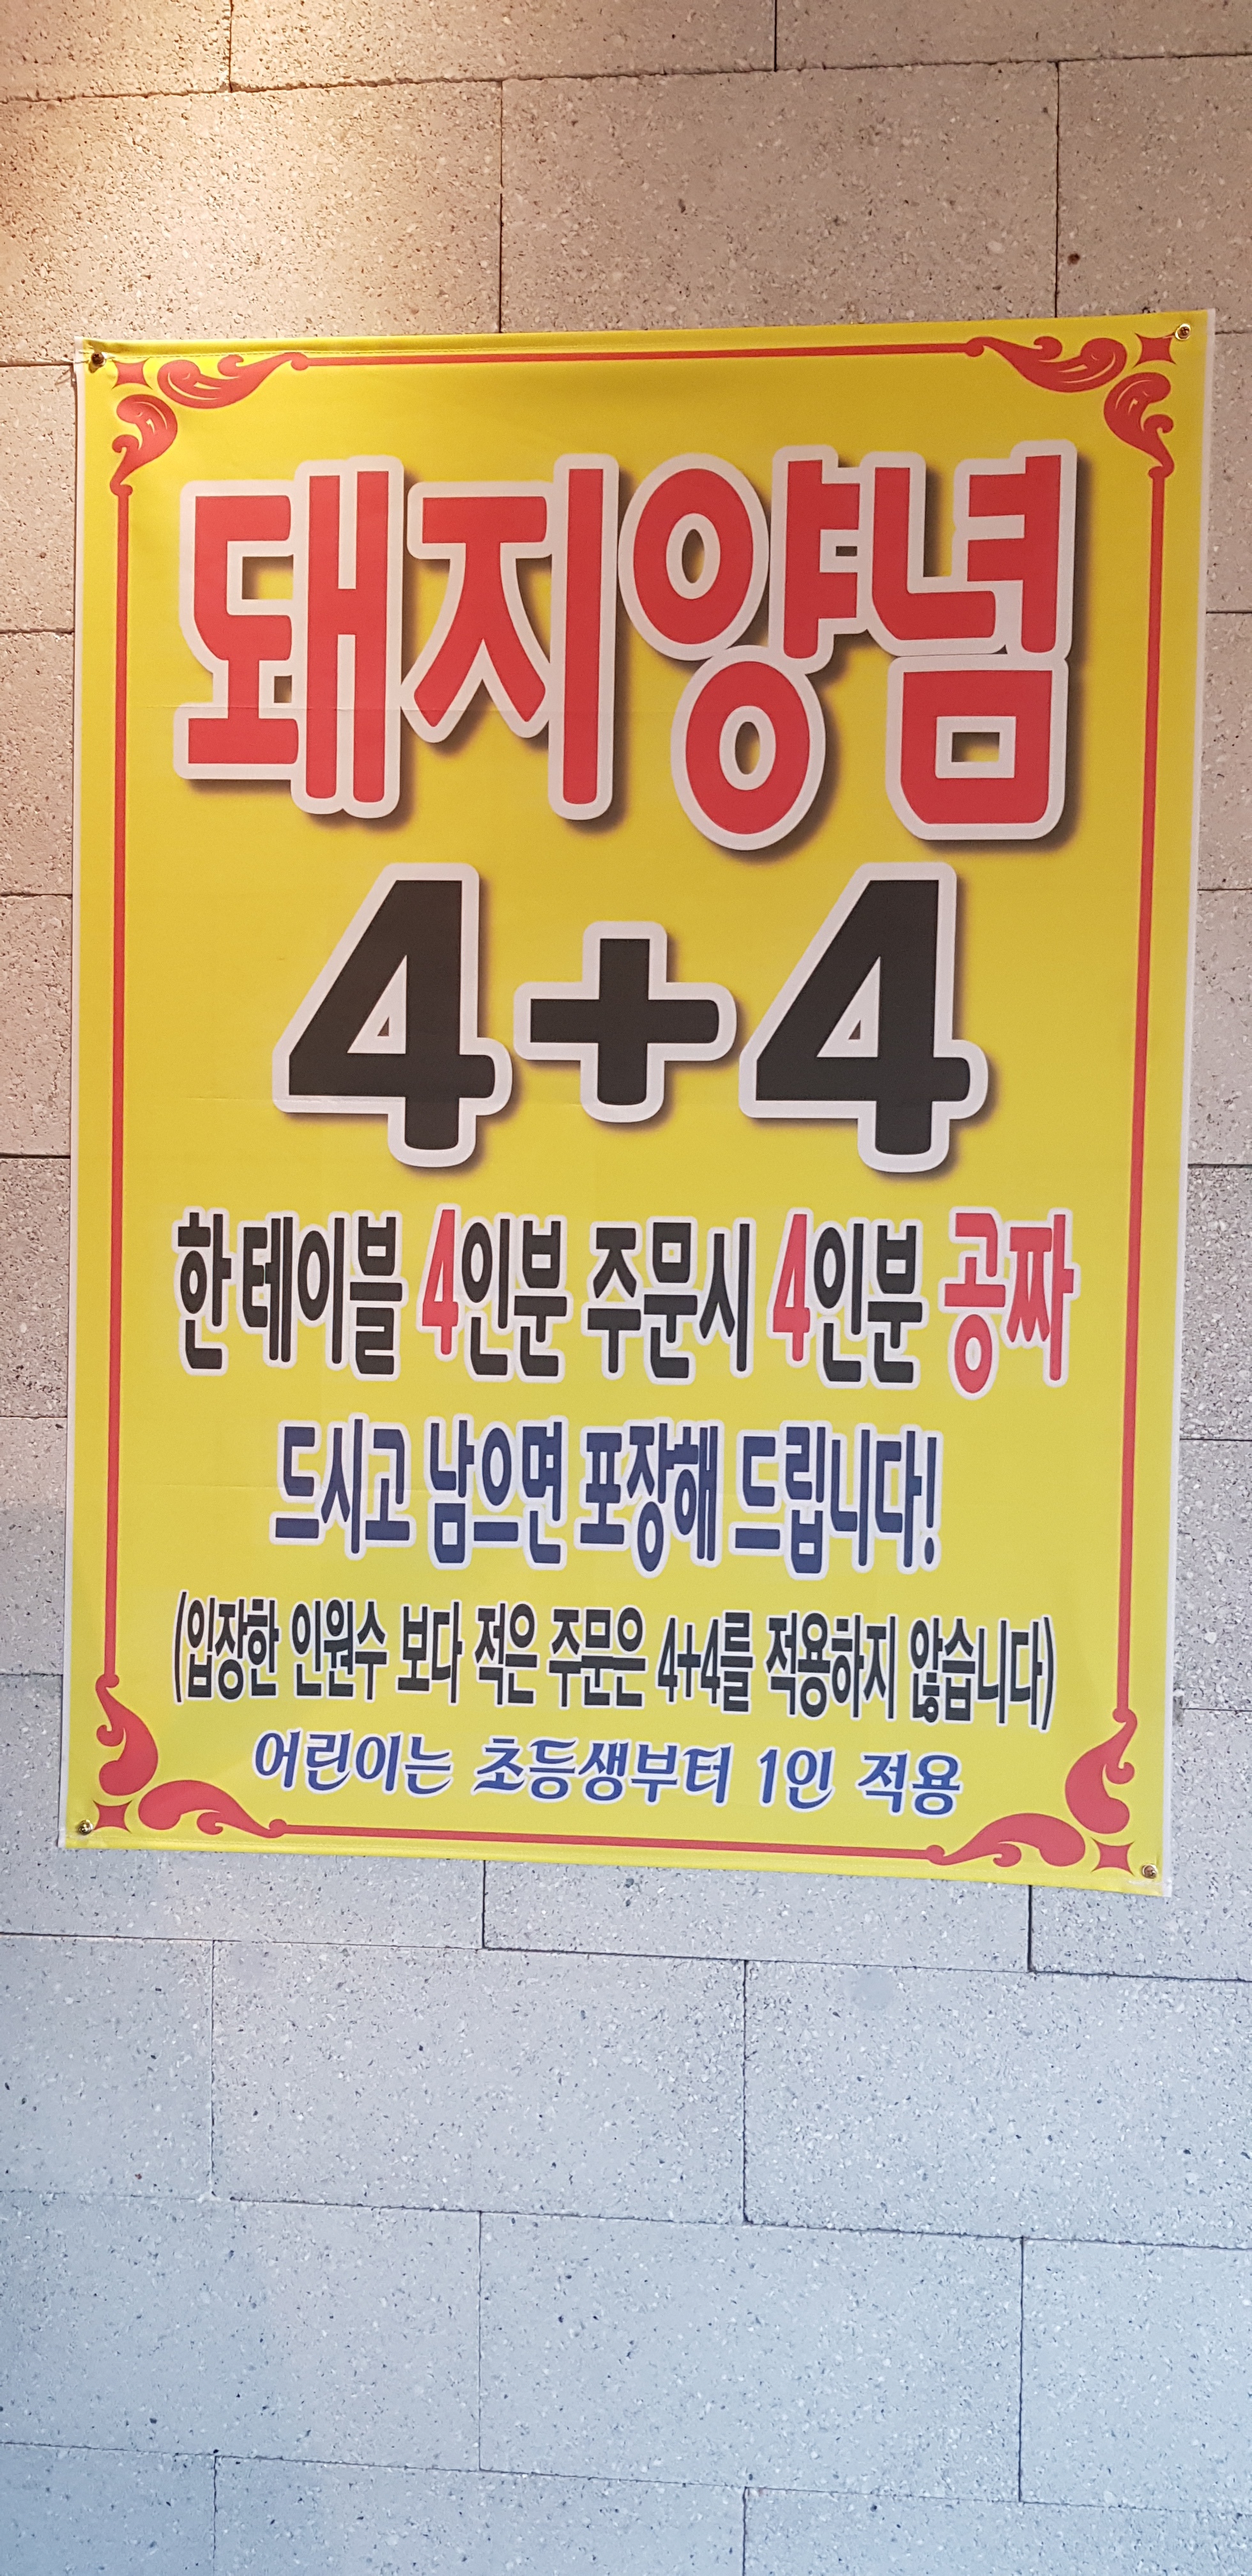 돼지양념
4+4
한 테이블 4인분 주문시 4인분 공짜
드시고 남으면 포장해 드립니다!
(입장한 인원수 보다 적은 주문은 4+4를 적용하지 않습니다)
어린이는 초등생부터 1인 적용